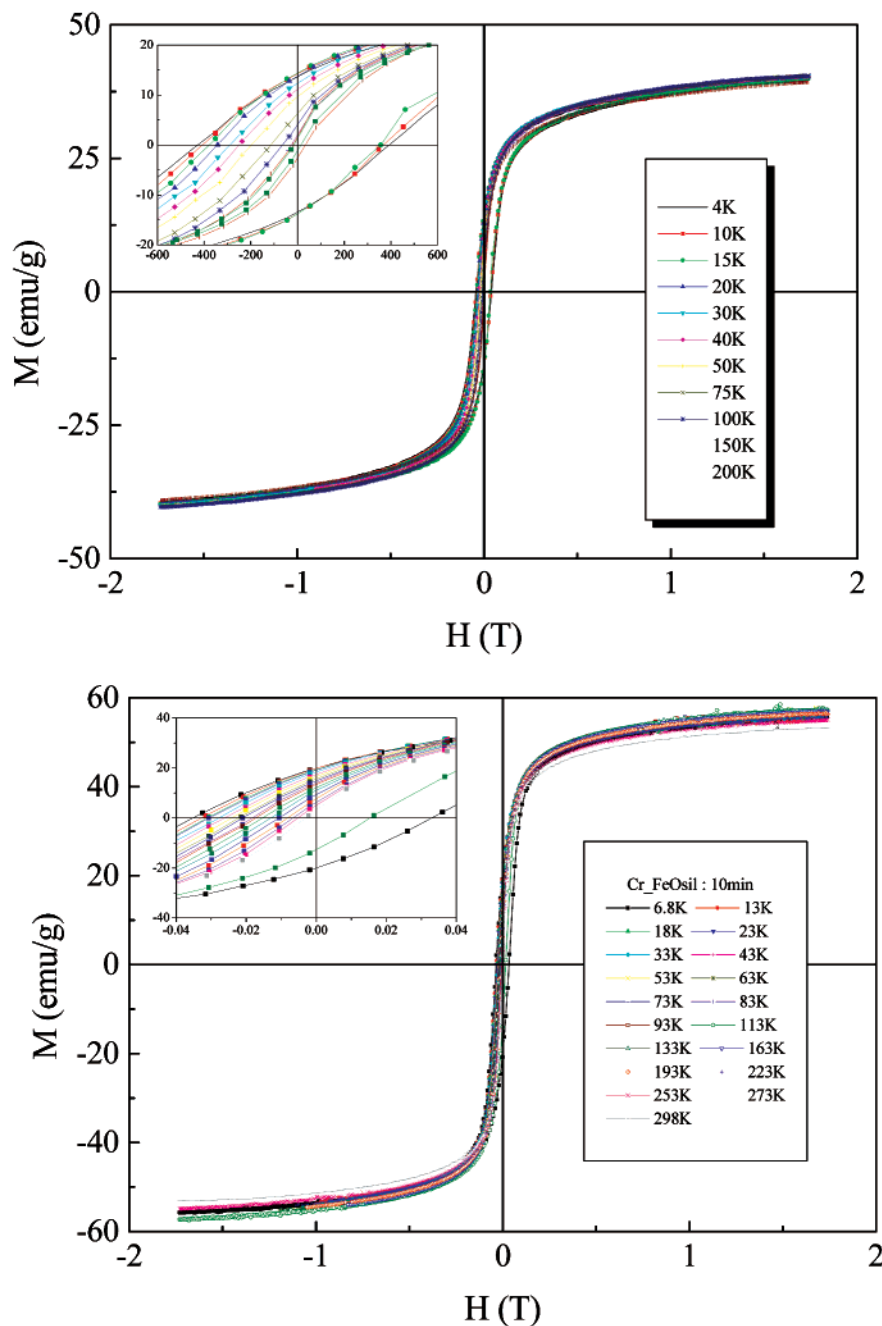 50
25
0
-25
-50
M (emu/g)
20
10
0
-10
-20
-600 -400 -200 0 200 400 600
4K
10K
15K
20K
30K
40K
50K
75K
100K
150K
200K
-2 -1 0 1 2
H (T)
60
40
20
0
-20
-40
-60
M (emu/g)
40
20
0
-20
-40
-0.04 -0.02 0.00 0.02 0.04
Cr_FeOsil : 10min
6.8K 13K
18K 23K
33K 43K
53K 63K
73K 83K
93K 113K
133K 163K
193K 223K
253K 273K
298K
-2 -1 0 1 2
H (T)